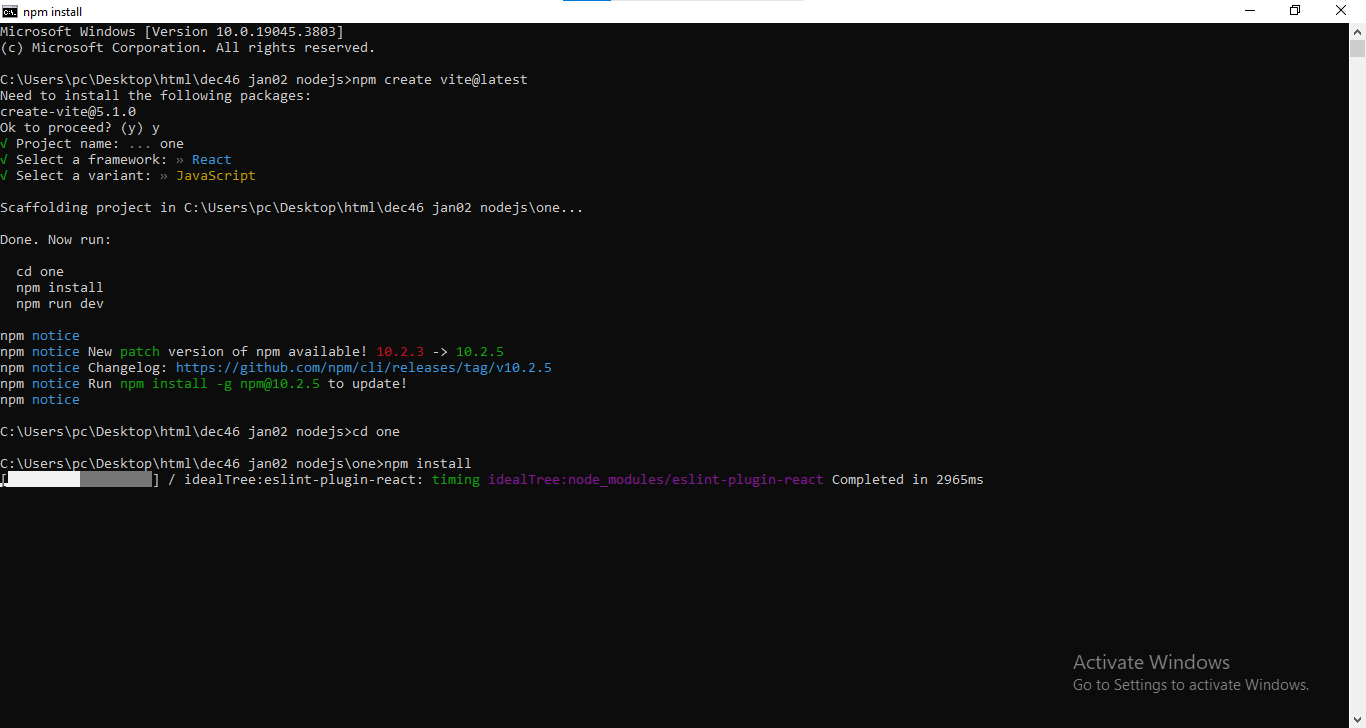 npm install
Microsoft Windows [Version 10.0.19045.3803]
(c) Microsoft Corporation. All rights reserved.
C:\Users\pc\Desktop\html\dec46 jan02 nodejs>npm create vite@latest
Need to install the following packages:
create-vite@5.1.0
Ok to proceed? (y) y
√ Project name: ... one
√ Select a framework: » React
√ Select a variant: » JavaScript
Scaffolding project in C:\Users\pc\Desktop\html\dec46 jan02 nodejs\one...
Done. Now run:
cd one
npm install
npm run dev
npm notice
npm notice New patch version of npm available! 10.2.3 -> 10.2.5
npm notice Changelog: https://github.com/npm/cli/releases/tag/v10.2.5
npm notice Run npm install -g npm@10.2.5 to update!
npm notice
C:\Users\pc\Desktop\html\dec46 jan02 nodejs>cd one
C:\Users\pc\Desktop\html\dec46 jan02 nodejs\one>npm install
[ ] / idealTree:eslint-plugin-react: timing idealTree:node_modules/eslint-plugin-react Completed in 2965ms
Activate Windows
Go to Settings to activate Windows.